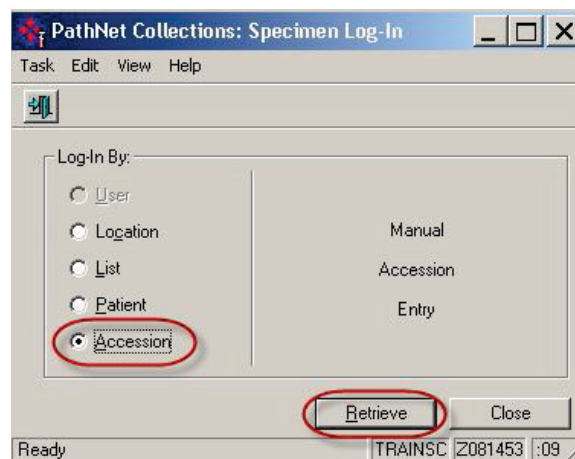 PathNet Collections: Specimen Log-In
Task Edit View Help
Log-In By:
User
Location
List
Patient
Accession
Manual
Accession
Entry
Retrieve Close
Ready TRAINSC Z081453 :09